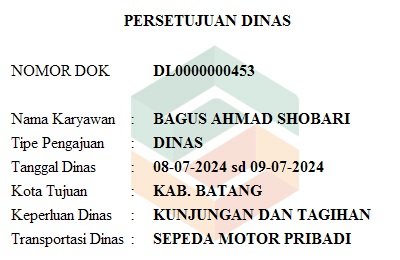 PERSETUJUAN DINAS
NOMOR DOK DL0000000453
Nama Karyawan : BAGUS AHMAD SHOBARI
Tipe Pengajuan : DINAS
Tanggal Dinas : 08-07-2024 sd 09-07-2024
Kota Tujuan : KAB. BATANG
Keperluan Dinas : KUNJUNGAN DAN TAGIHAN
Transportasi Dinas : SEPEDA MOTOR PRIBADI